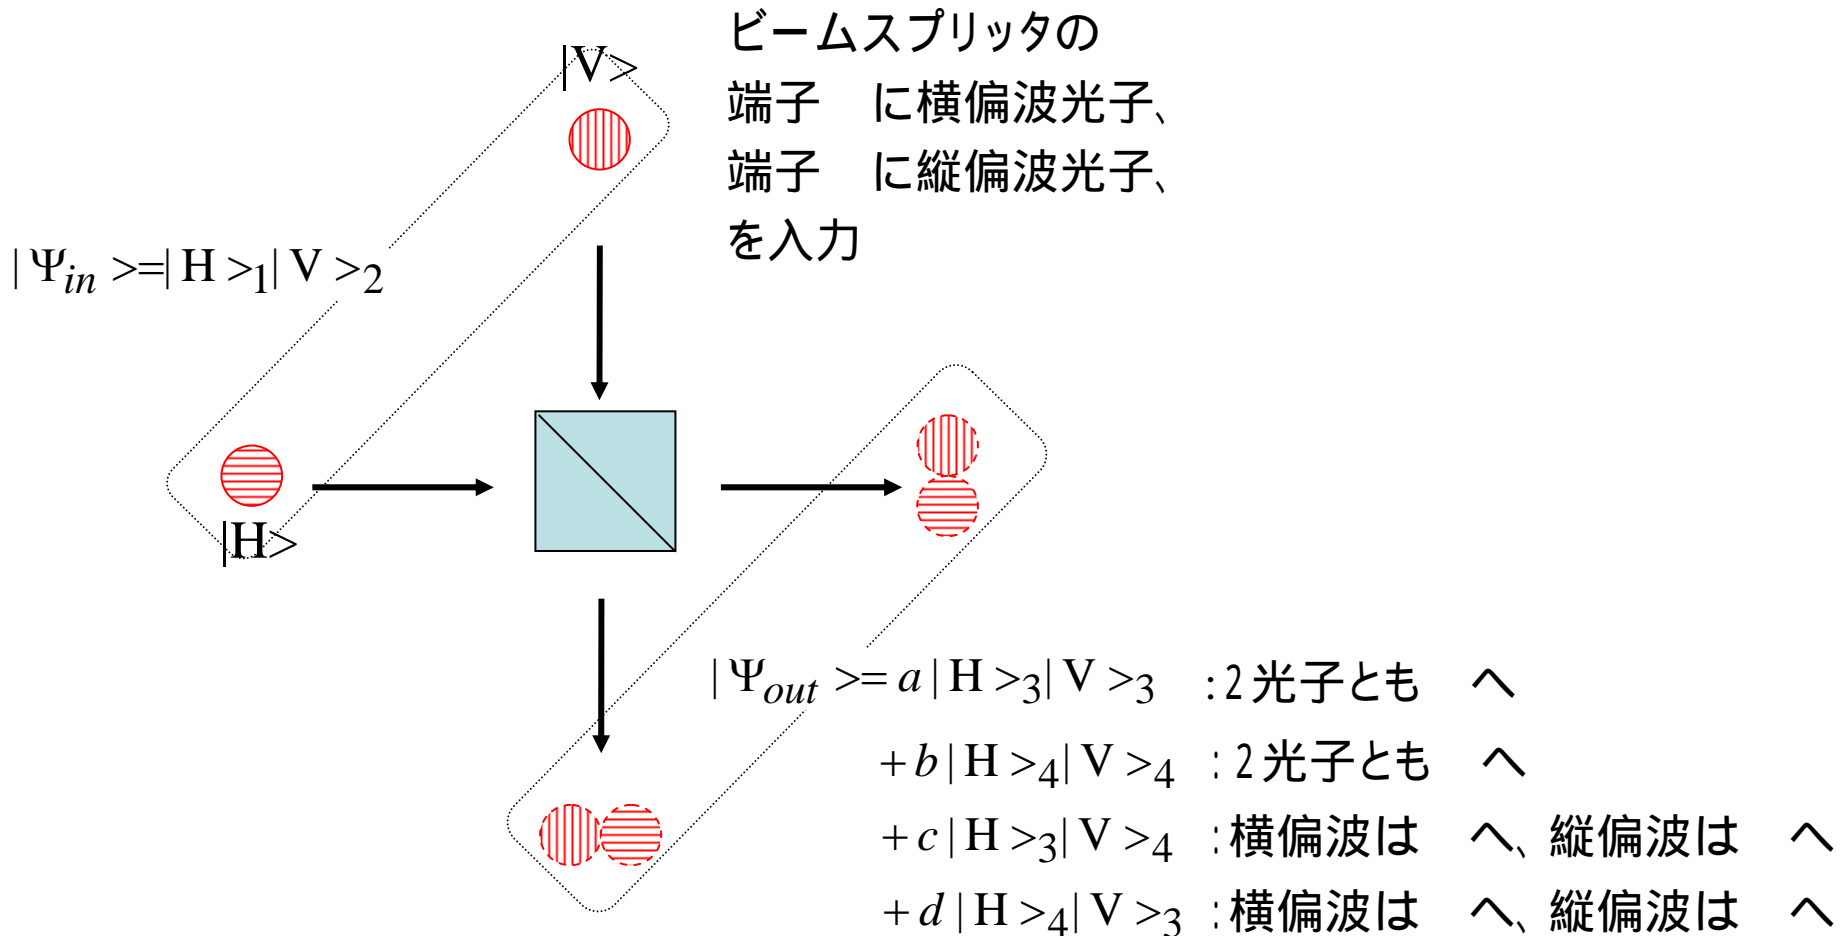 |V>
ビームスプリッタの
端子　に横偏波光子、
端子　に縦偏波光子、
を入力
|Ψin >=|H >1|V >2
|H>
|Ψout >= a|H >3|V >3 :2光子とも　へ
+b|H >4|V >4 :2光子とも　へ
+c|H >3|V >4 :横偏波は　へ、縦偏波は　へ
+d|H >4|V >3 :横偏波は　へ、縦偏波は　へ